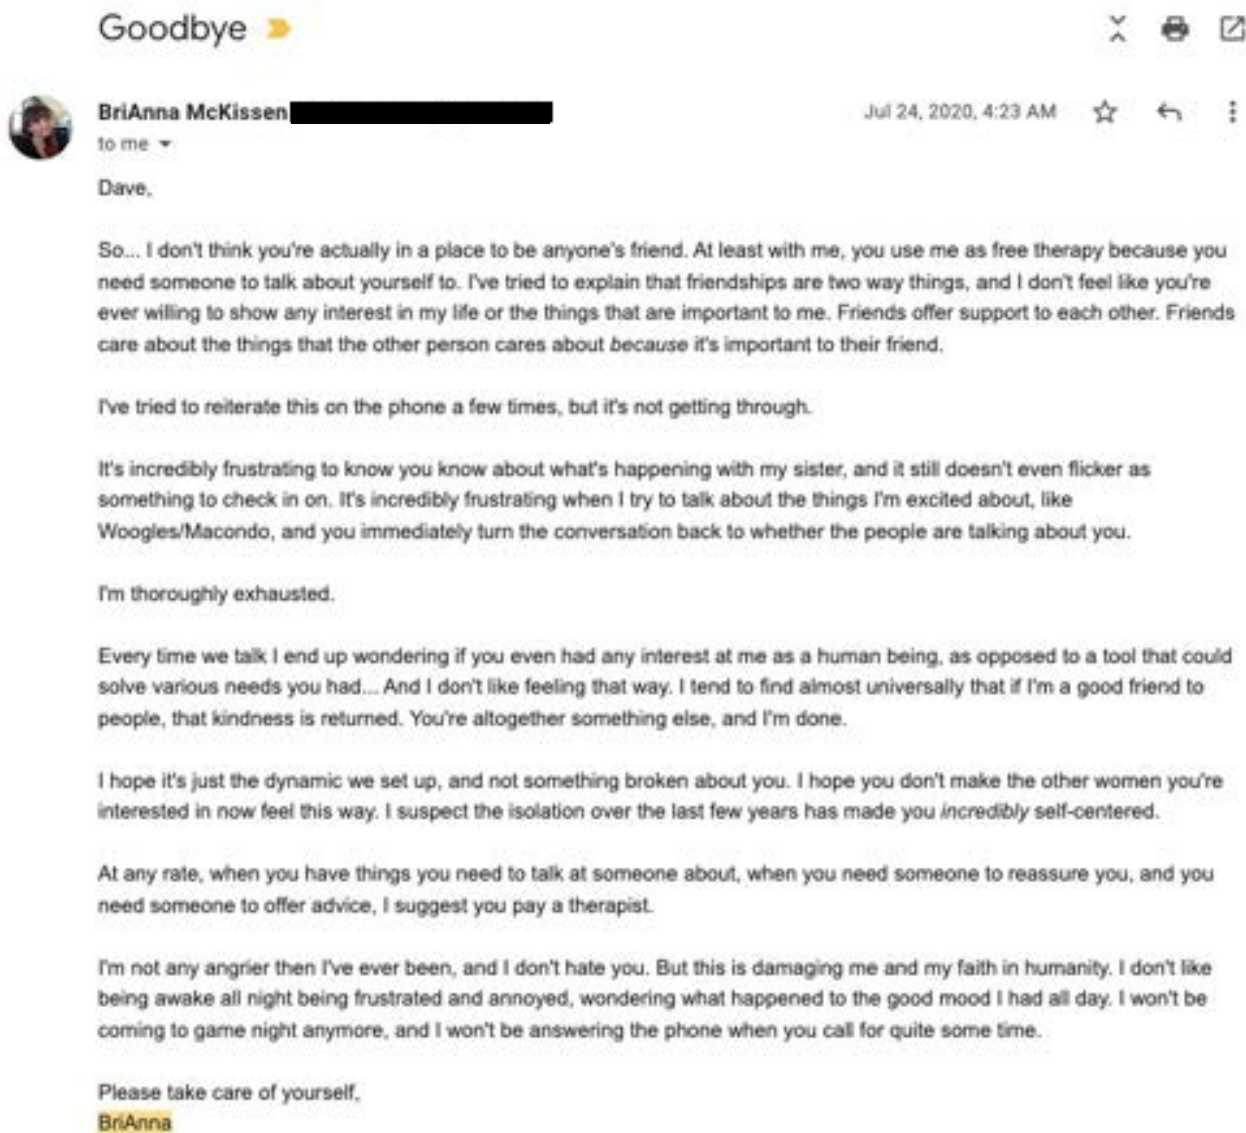 Goodbye
BriAnna McKissen
Jul 24, 2020, 4:23 AM
to me
Dave,
So... I don't think you're actually in a place to be anyone's friend. At least with me, you use me as free therapy because you
need someone to talk about yourself to. I've tried to explain that friendships are two way things, and I don't feel like you're
ever willing to show any interest in my life or the things that are important to me. Friends offer support to each other. Friends
care about the things that the other person cares about because it's important to their friend.
I've tried to reiterate this on the phone a few times, but it's not getting through.
It's incredibly frustrating to know you know about what's happening with my sister, and it still doesn't even flicker as
something to check in on. It's incredibly frustrating when I try to talk about the things I'm excited about, like
Woogles/Macondo, and you immediately turn the conversation back to whether the people are talking about you.
I'm thoroughly exhausted.
Every time we talk I end up wondering if you even had any interest at me as a human being, as opposed to a tool that could
solve various needs you had... And I don't like feeling that way. I tend to find almost universally that if I'm a good friend to
people, that kindness is returned. You're altogether something else, and I'm done.
I hope it's just the dynamic we set up, and not something broken about you. I hope you don't make the other women you're
interested in now feel this way. I suspect the isolation over the last few years has made you incredibly self-centered.
At any rate, when you have things you need to talk at someone about, when you need someone to reassure you, and you
need someone to offer advice, I suggest you pay a therapist.
I'm not any angrier then I've ever been, and I don't hate you. But this is damaging me and my faith in humanity. I don't like
being awake all night being frustrated and annoyed, wondering what happened to the good mood I had all day. I won't be
coming to game night anymore, and I won't be answering the phone when you call for quite some time.
Please take care of yourself,
BriAnna